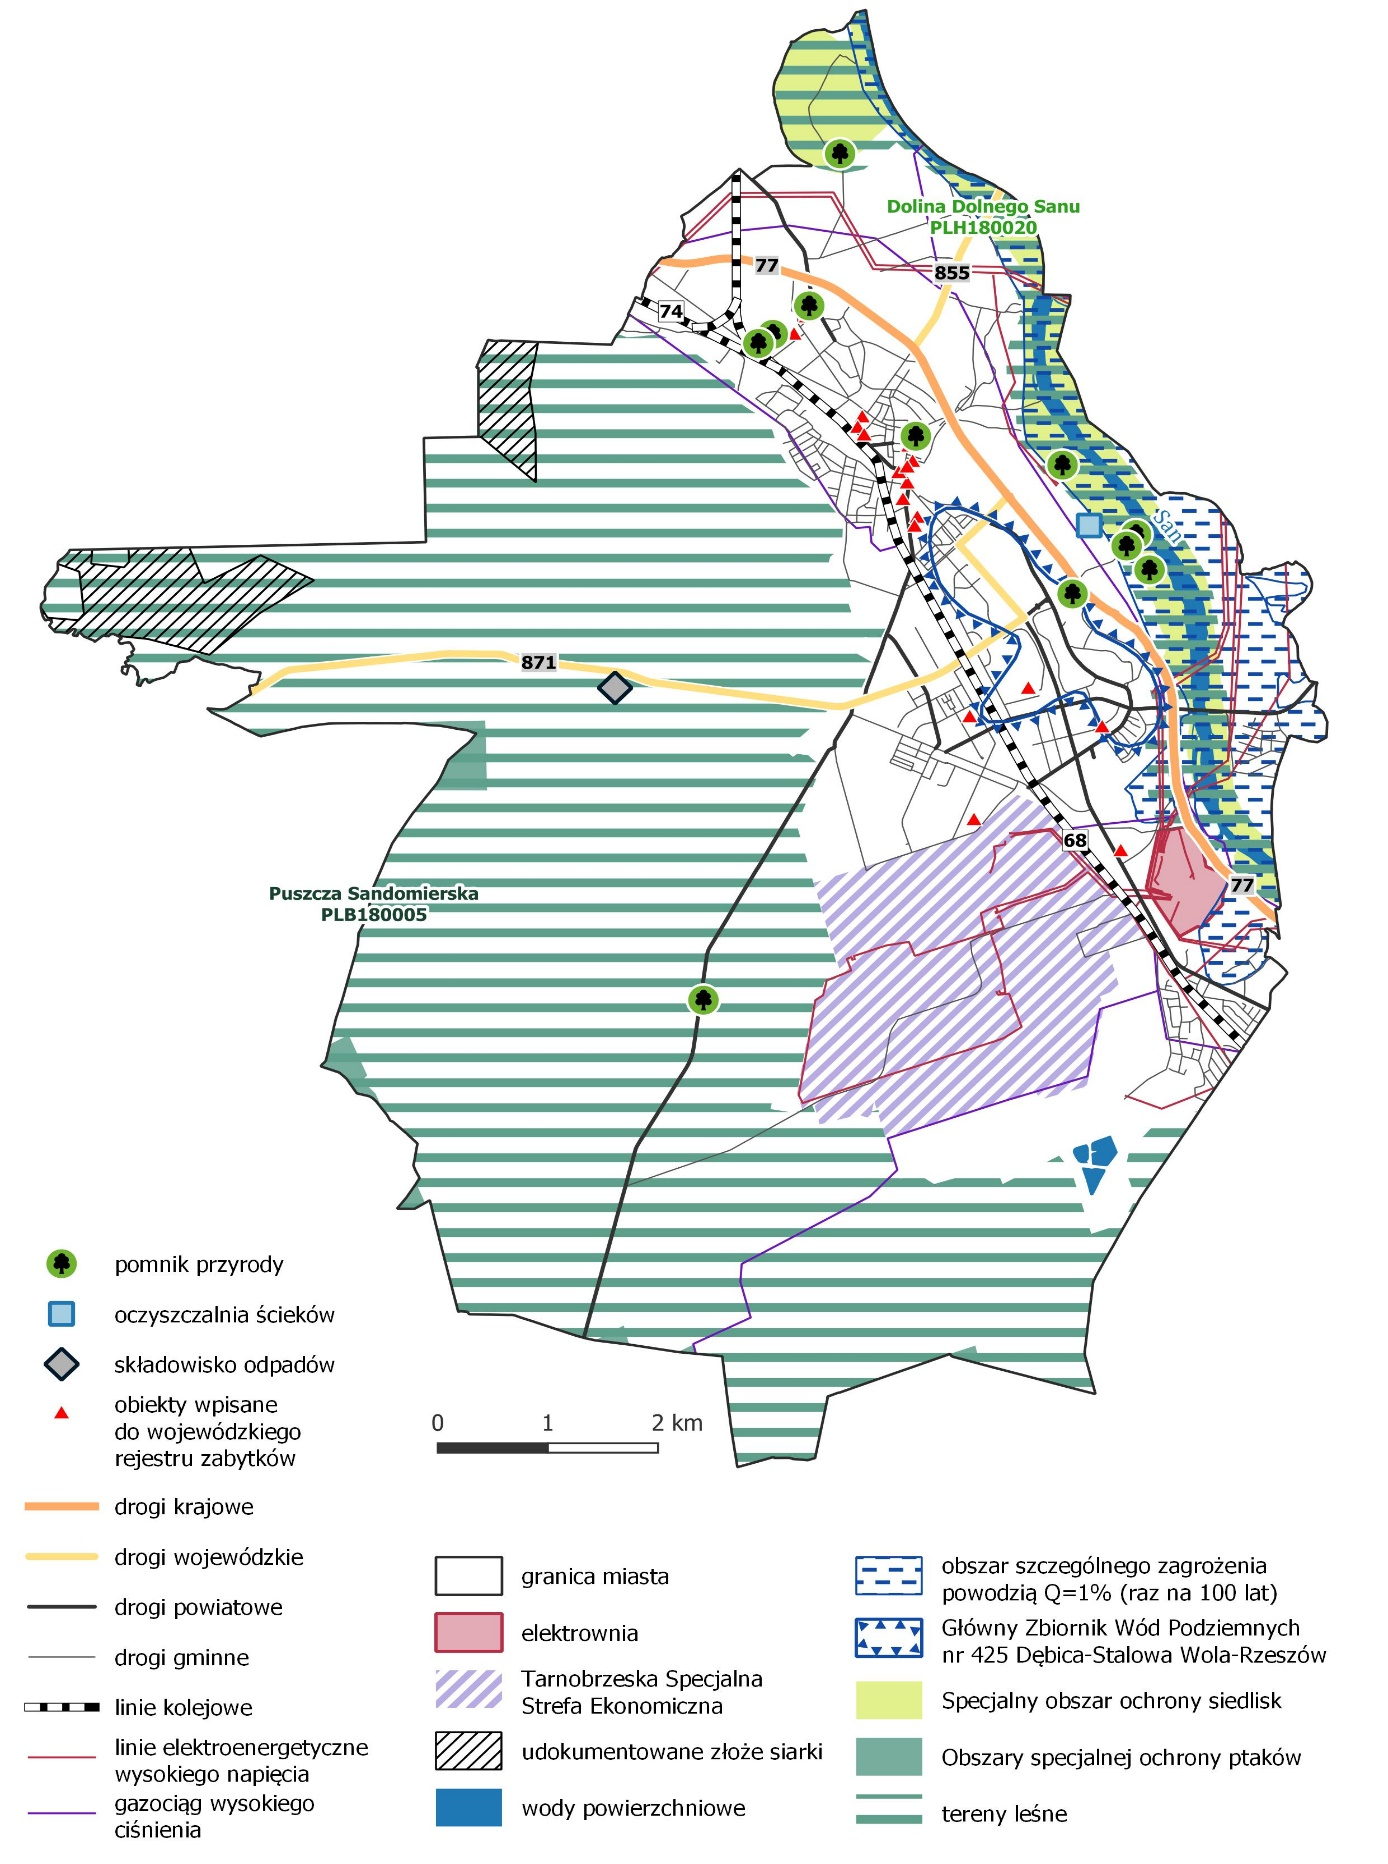 Dolina Dolnego Sanu
PLH180020
77
855
74
San
871
68
77
Puszcza Sandomierska
PLB180005
pomnik przyrody
oczyszczalnia ścieków
składowisko odpadów
obiekty wpisane
do wojewódzkiego
rejestru zabytków
0 1 2 km
drogi krajowe
drogi wojewódzkie
drogi powiatowe
drogi gminne
linie kolejowe
linie elektroenergetyczne
wysokiego napięcia
gazociąg wysokiego
ciśnienia
granica miasta
elektrownia
Tarnobrzeska Specjalna
Strefa Ekonomiczna
udokumentowane złoże siarki
wody powierzchniowe
obszar szczególnego zagrożenia
powodzią Q=1% (raz na 100 lat)
Główny Zbiornik Wód Podziemnych
nr 425 Dębica-Stalowa Wola-Rzeszów
Specjalny obszar ochrony siedlisk
Obszary specjalnej ochrony ptaków
tereny leśne